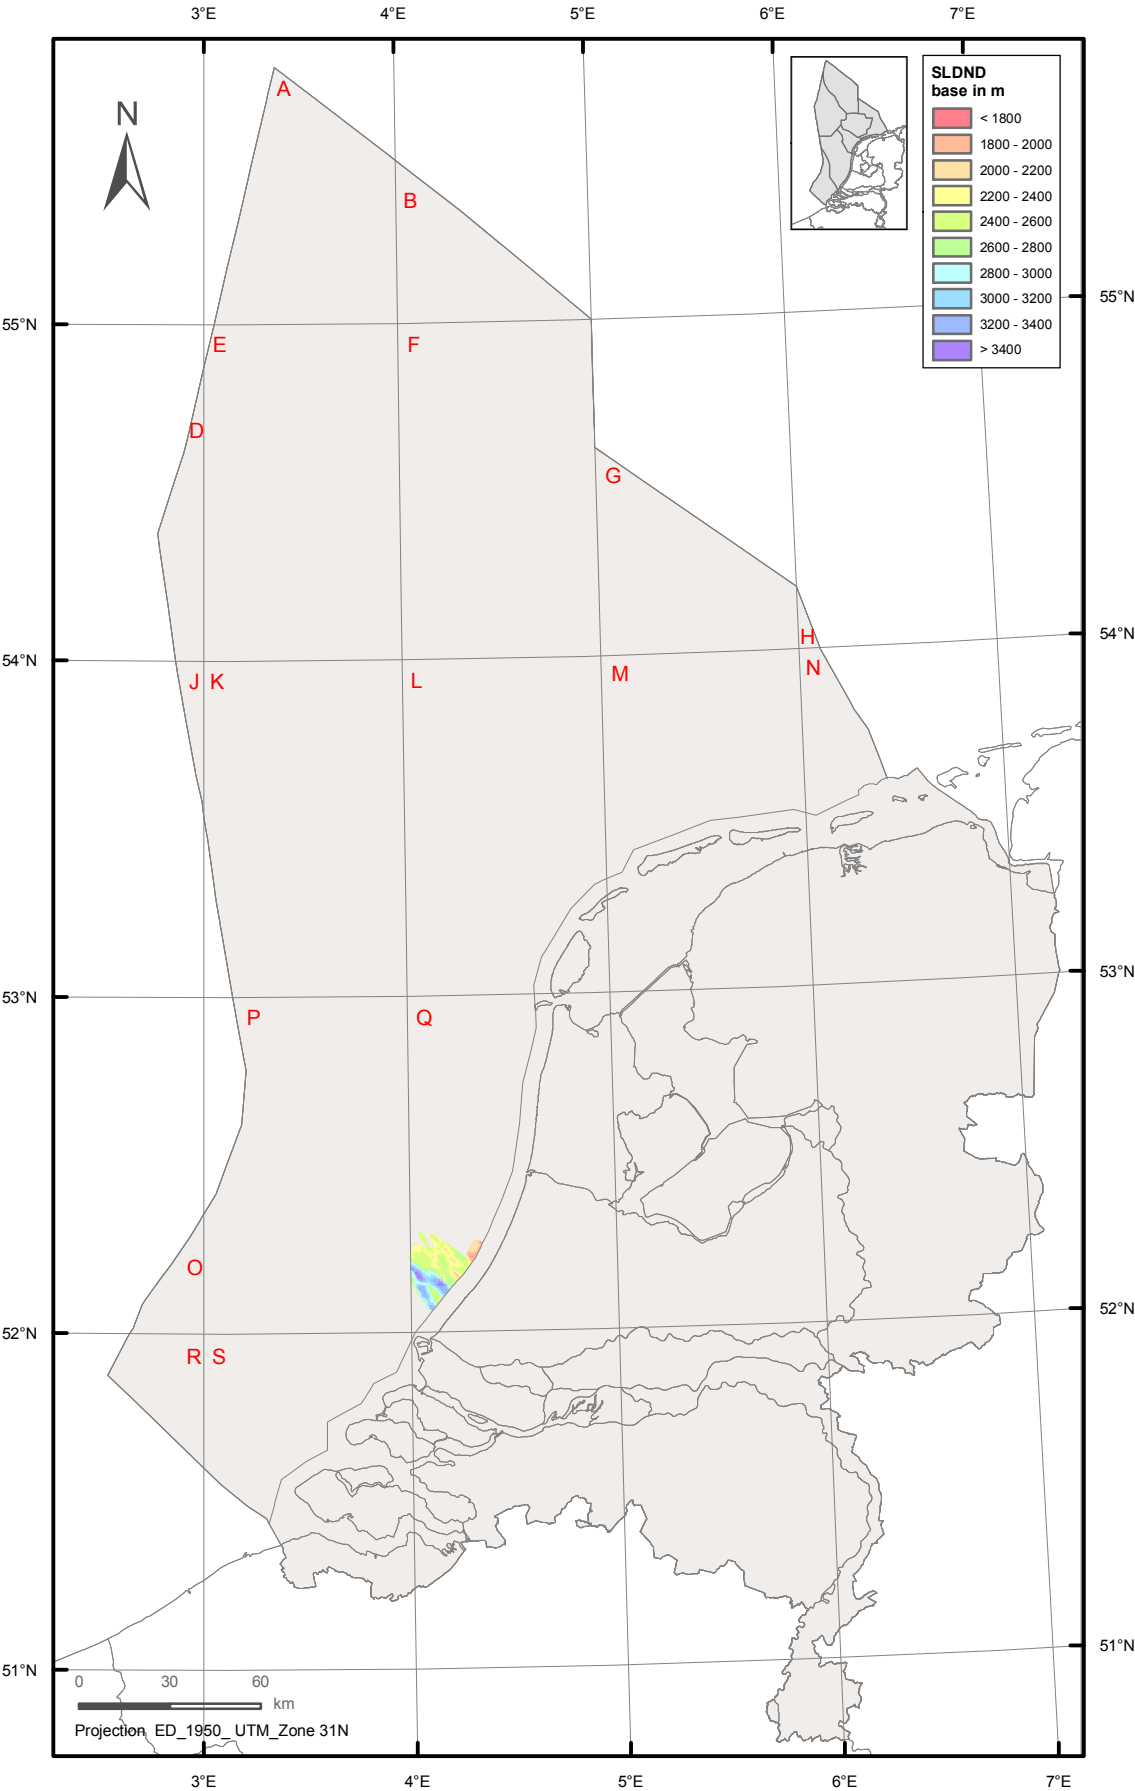 3°E 4°E 5°E 6°E 7°E
A
N
B
SLDND
base in m
< 1800
1800 - 2000
2000 - 2200
2200 - 2400
2400 - 2600
2600 - 2800
2800 - 3000
3000 - 3200
3200 - 3400
> 3400
55°N 55°N
E F
D
G
H
54°N 54°N
J K L M N
53°N 53°N
P Q
O
52°N 52°N
R S
51°N 51°N
0 30 60
km
Projection ED_1950_ UTM_Zone 31N
3°E 4°E 5°E 6°E 7°E